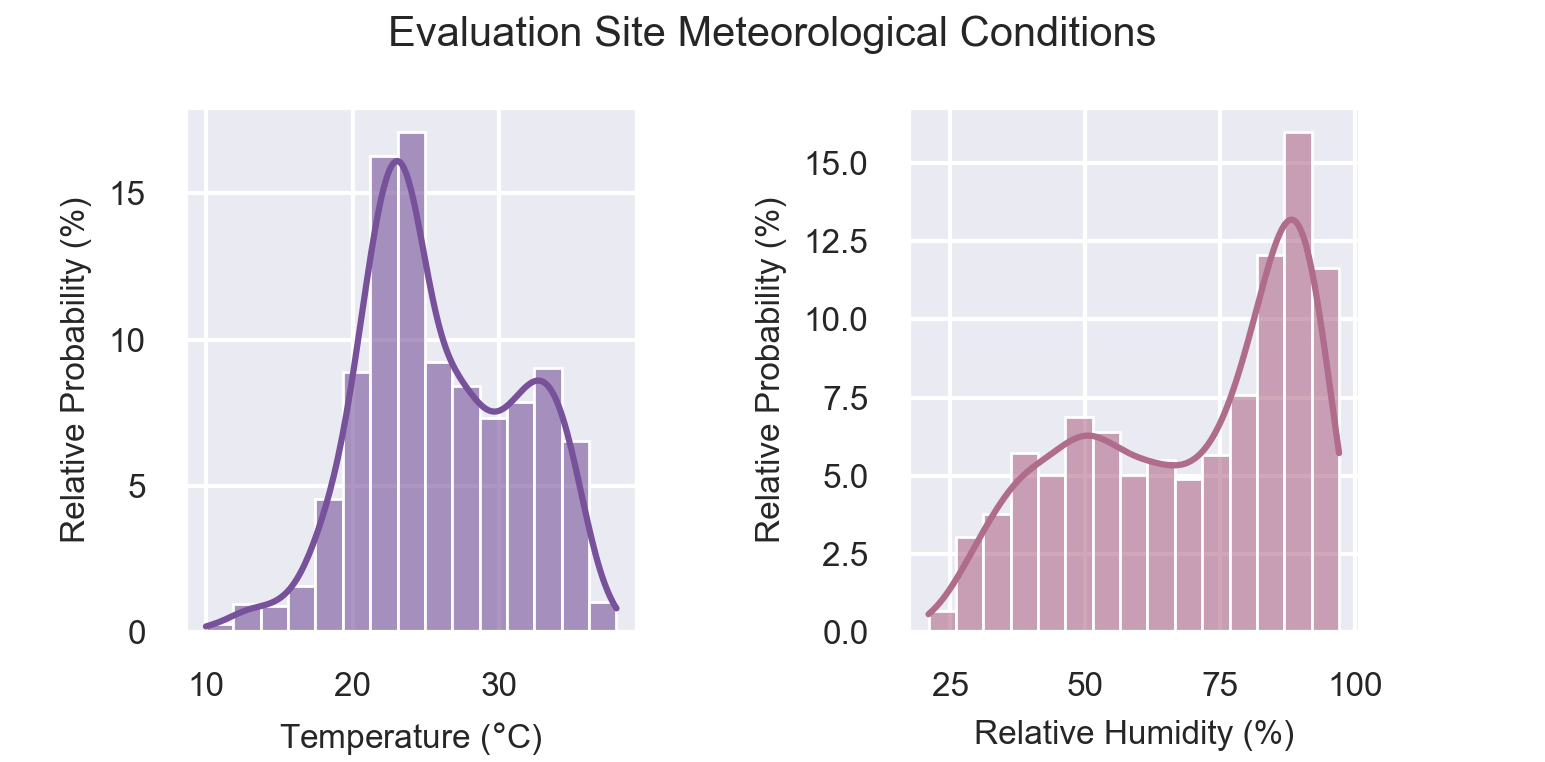 Evaluation Site Meteorological Conditions
Relative Probability (%)
15
10
5
0
10 20 30
Temperature (°C)
Relative Probability (%)
15.0
12.5
10.0
7.5
5.0
2.5
0.0
25 50 75 100
Relative Humidity (%)